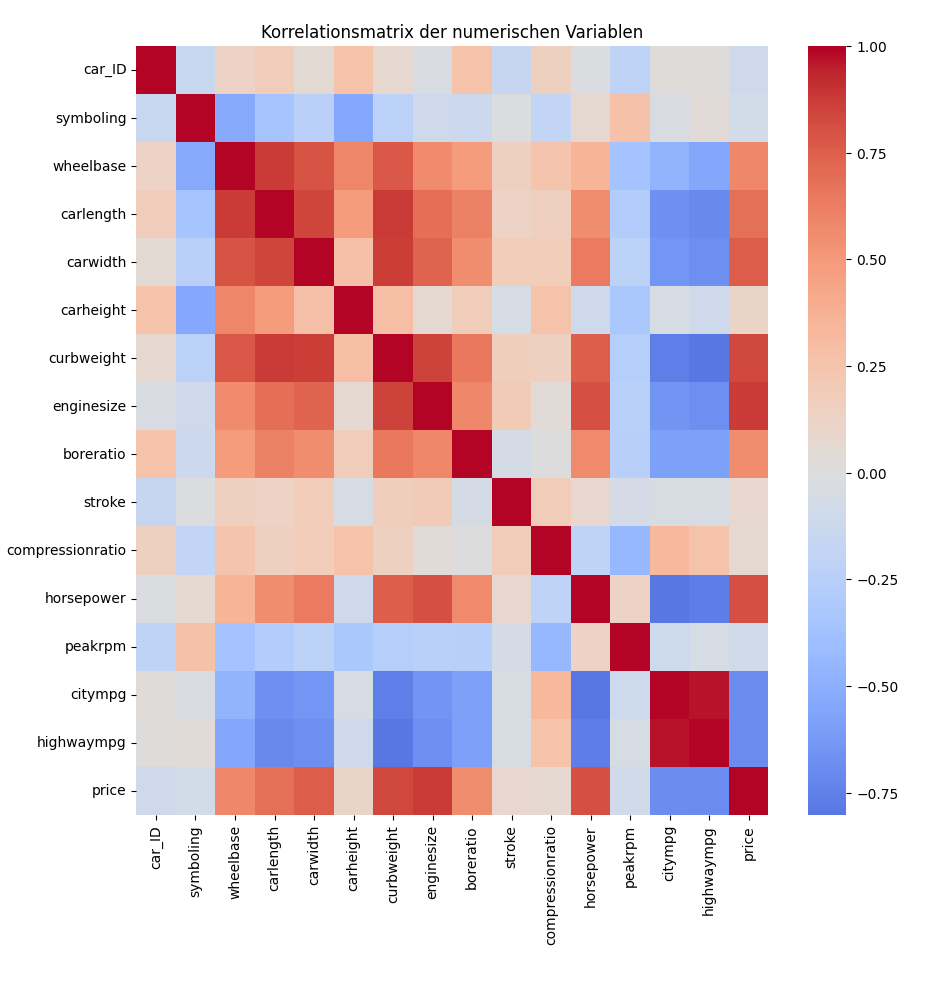 Korrelationsmatrix der numerischen Variablen
car_ID
symboling
wheelbase
carlength
carwidth
carheight
curbweight
enginesize
boreratio
stroke
compressionratio
horsepower
peakrpm
citympg
highwaympg
price
car_ID
symboling
wheelbase
carlength
carwidth
carheight
curbweight
enginesize
boreratio
stroke
compressionratio
horsepower
peakrpm
citympg
highwaympg
price
1.00
0.75
0.50
0.25
0.00
−0.25
−0.50
−0.75